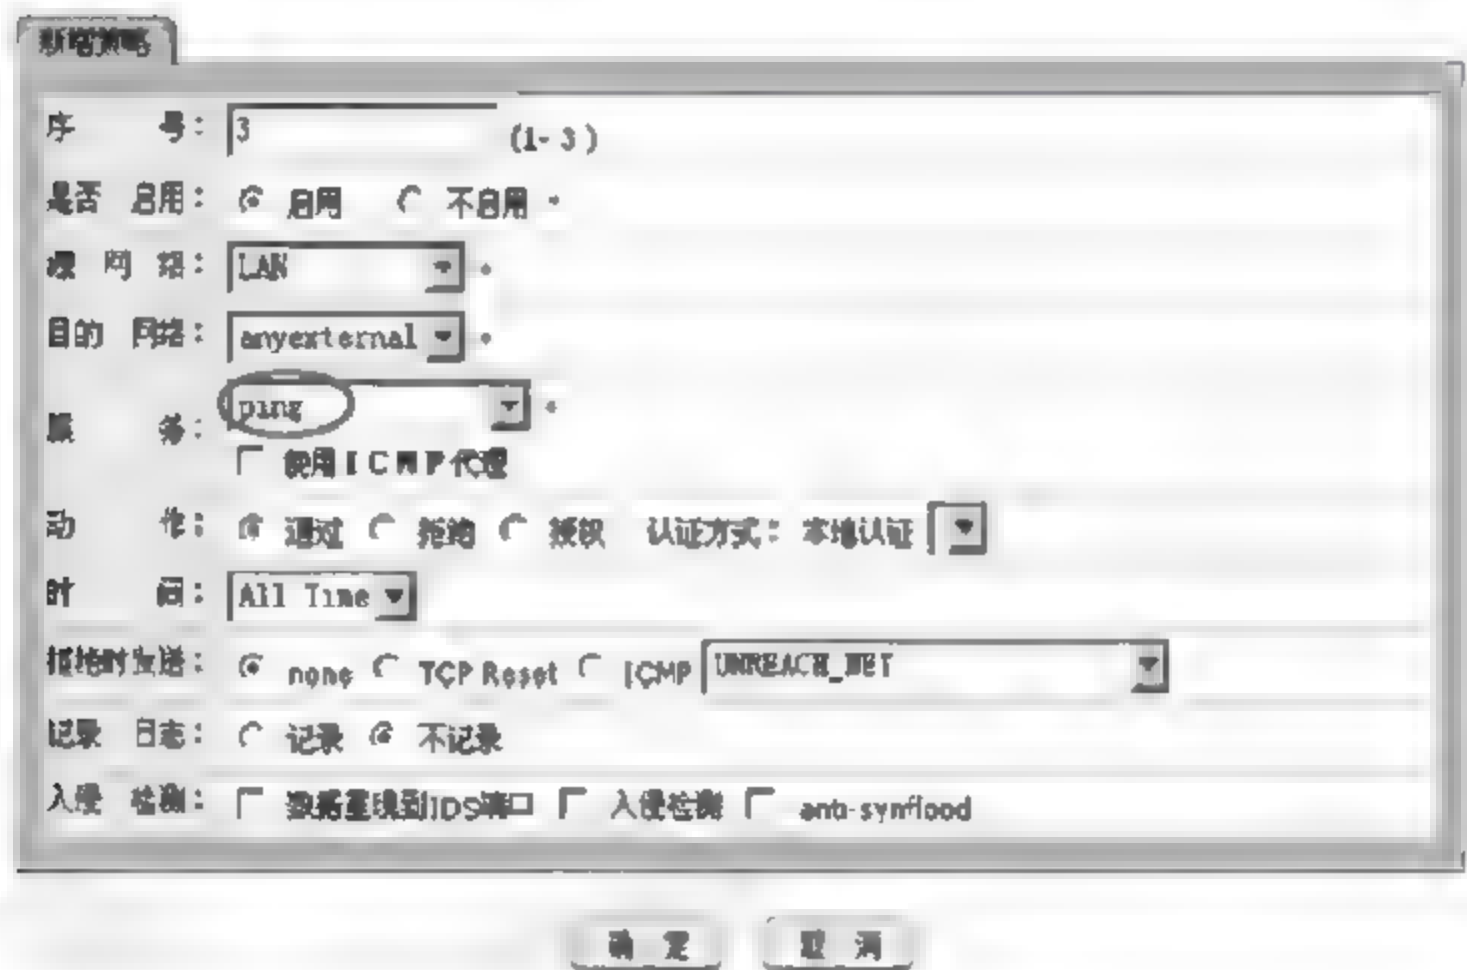 新增策略
序 号： 3 (1-3)
是否 启用： 启用 不启用
源 网 络： LAN
目的 网络： anyexternal
服 务： ping
使用ICMP代理
动 作： 通过 拒绝 授权 认证方式： 本地认证
时 间： All Time
拒绝时发送： none TCP Reset ICMP UNREACH_NET
记录 日志： 记录 不记录
入侵 检测： 数据重现到IDS端口 入侵检测 anti-synflood
确 定 取 消